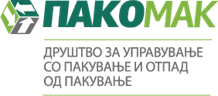 ПАКОМАК
ДРУШТВО ЗА УПРАВУВАЊЕ
СО ПАКУВАЊЕ И ОТПАД
ОД ПАКУВАЊЕ